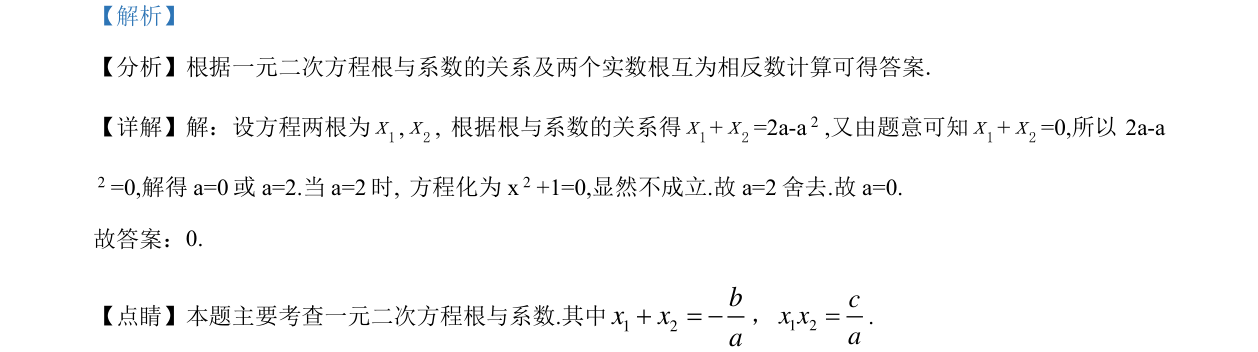 【解析】
【分析】根据一元二次方程根与系数的关系及两个实数根互为相反数计算可得答案.
【详解】解：设方程两根为 x₁, x₂, 根据根与系数的关系得 x₁+ x₂=2a-a²,又由题意可知 x₁+ x₂=0,所以 2a-a
²=0,解得 a=0 或 a=2.当 a=2 时, 方程化为 x²+1=0,显然不成立.故 a=2 舍去.故 a=0.
故答案：0.
【点睛】本题主要考查一元二次方程根与系数.其中 x₁ + x₂ = -b/a， x₁x₂ = c/a.